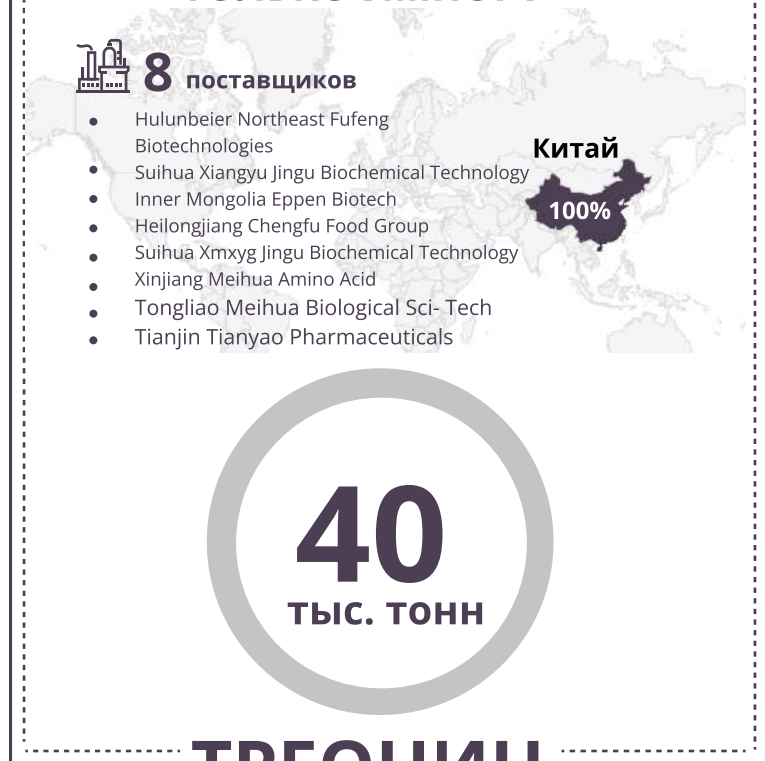 8 поставщиков
Hulunbeier Northeast Fufeng
Biotechnologies
Suihua Xiangyu Jingu Biochemical Technology
Inner Mongolia Eppen Biotech
Heilongjiang Chengfu Food Group
Suihua Xmxyg Jingu Biochemical Technology
Xinjiang Meihua Amino Acid
Tongliao Meihua Biological Sci- Tech
Tianjin Tianyao Pharmaceuticals
Китай
100%
40
тыс. тонн
ТРЕОНИН